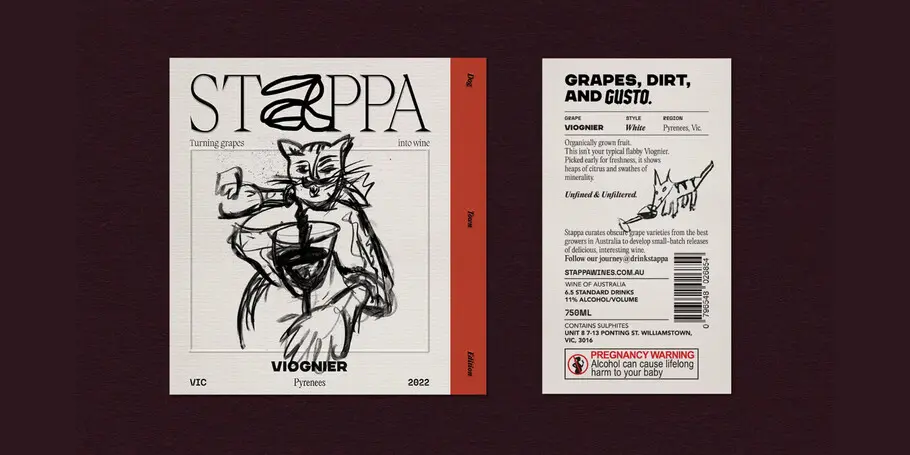 STaPPA
Turning grapes into wine
VIOGNIER
VIC Pyrenees 2022
Dog
Town
Edition
GRAPES, DIRT,
AND GUSTO.
GRAPE STYLE REGION
VIOGNIER White Pyrenees, Vic.
Organically grown fruit.
This isn't your typical flabby Viognier.
Picked early for freshness, it shows
heaps of citrus and swathes of
minerality.
Unfined & Unfiltered.
Stappa curates obscure grape varieties from the best
growers in Australia to develop small-batch releases
of delicious, interesting wine.
Follow our journey@drinkstappa
STAPPAWINES.COM.AU
WINE OF AUSTRALIA
6.5 STANDARD DRINKS
11% ALCOHOL/VOLUME
750ML
CONTAINS SULPHITES
UNIT 8 7-13 PONTING ST. WILLIAMSTOWN,
VIC, 3016
0 796548 026854
PREGNANCY WARNING
Alcohol can cause lifelong
harm to your baby